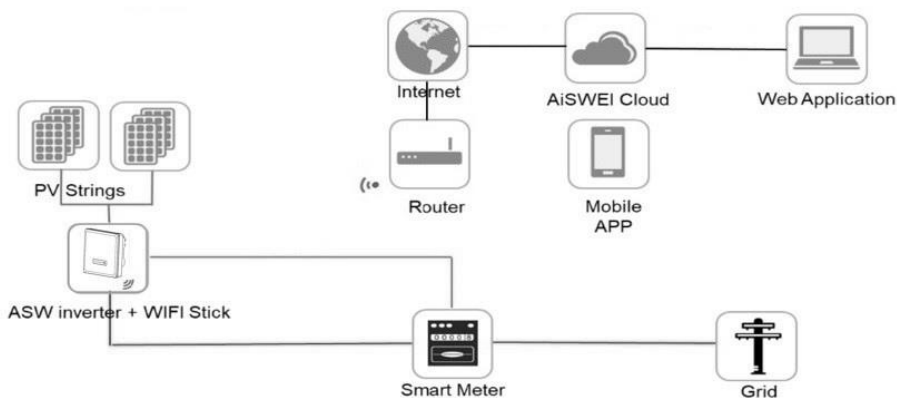 Internet
AiSWEI Cloud
Web Application
PV Strings
Router
Mobile
APP
ASW inverter + WIFI Stick
Smart Meter
Grid